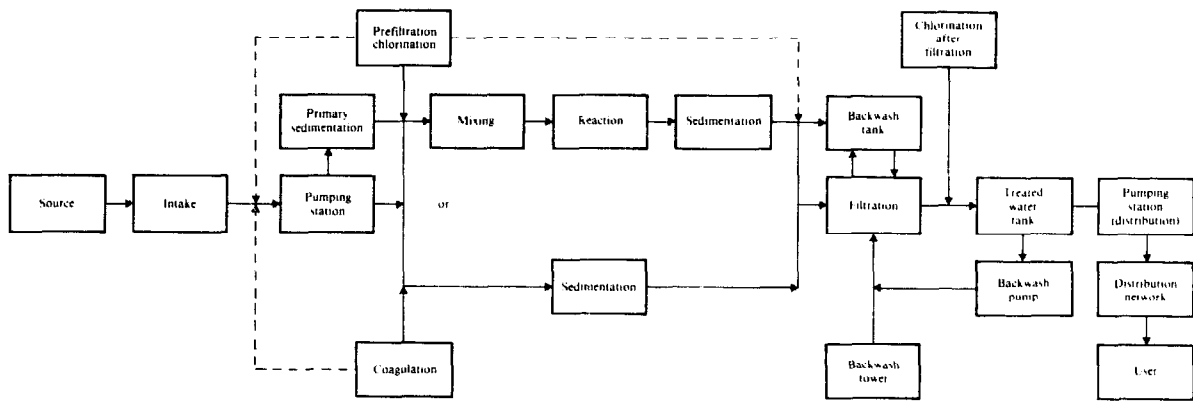 Prefiltration
chlorination
Chlorination
after
filtration
Primary
sedimentation
Mixing
Reaction
Sedimentation
Backwash
tank
Source
Intake
Pumping
station
or
Filtration
Treated
water
tank
Pumping
station
(distribution)
Sedimentation
Backwash
pump
Distribution
network
Coagulation
Backwash
tower
User